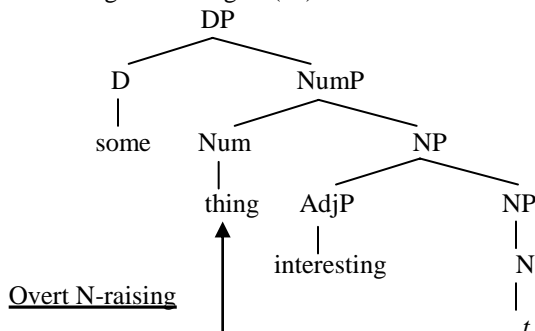 DP
D NumP
some Num NP
thing AdjP NP
interesting N
Overt N-raising
t